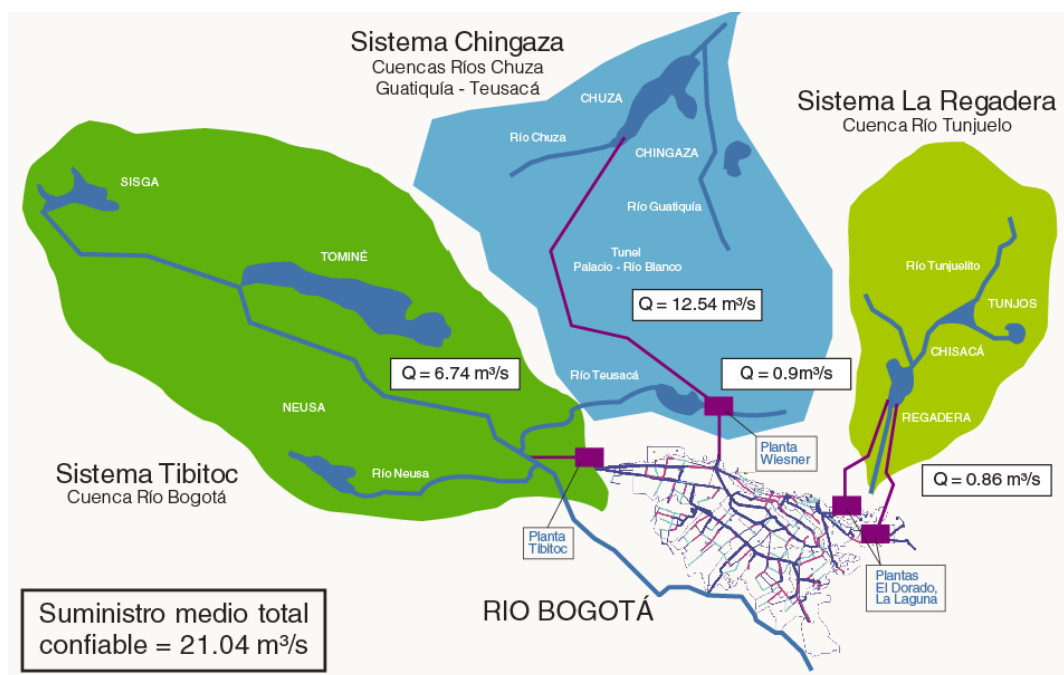 Sistema Chingaza
Cuencas Ríos Chuza
Guatiquía - Teusacá
Sistema La Regadera
Cuenca Río Tunjuelo
CHUZA
Río Chuza
CHINGAZA
SISGA
Río Guatiquía
TOMINÉ
Tunel
Palacio - Río Blanco
Río Tunjuelito
TUNJOS
Q = 12.54 m³/s
CHISACÁ
Q = 6.74 m³/s
Río Teusacá
Q = 0.9m³/s
NEUSA
REGADERA
Planta
Wiesner
Sistema Tibitoc
Cuenca Río Bogotá
Río Neusa
Q = 0.86 m³/s
Planta
Tibitoc
Plantas
El Dorado,
La Laguna
RIO BOGOTÁ
Suministro medio total
confiable = 21.04 m³/s